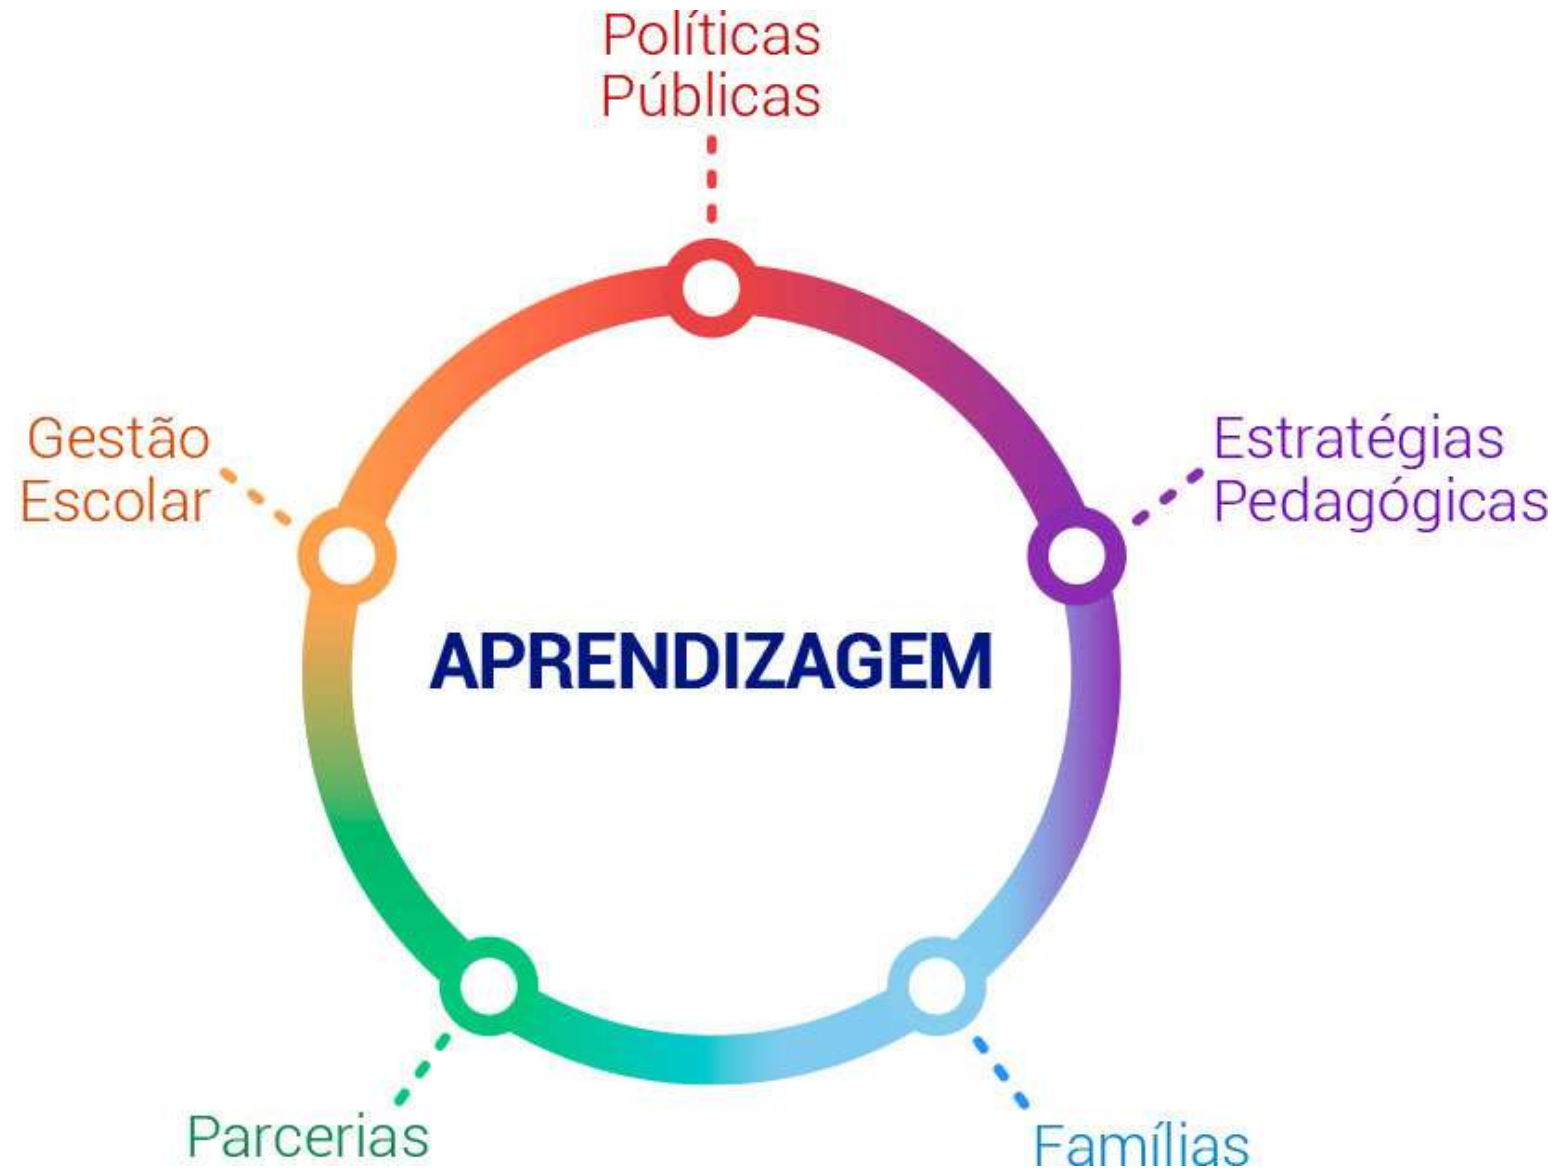 Políticas
Públicas
Gestão
Escolar
Estratégias
Pedagógicas
APRENDIZAGEM
Parcerias
Famílias